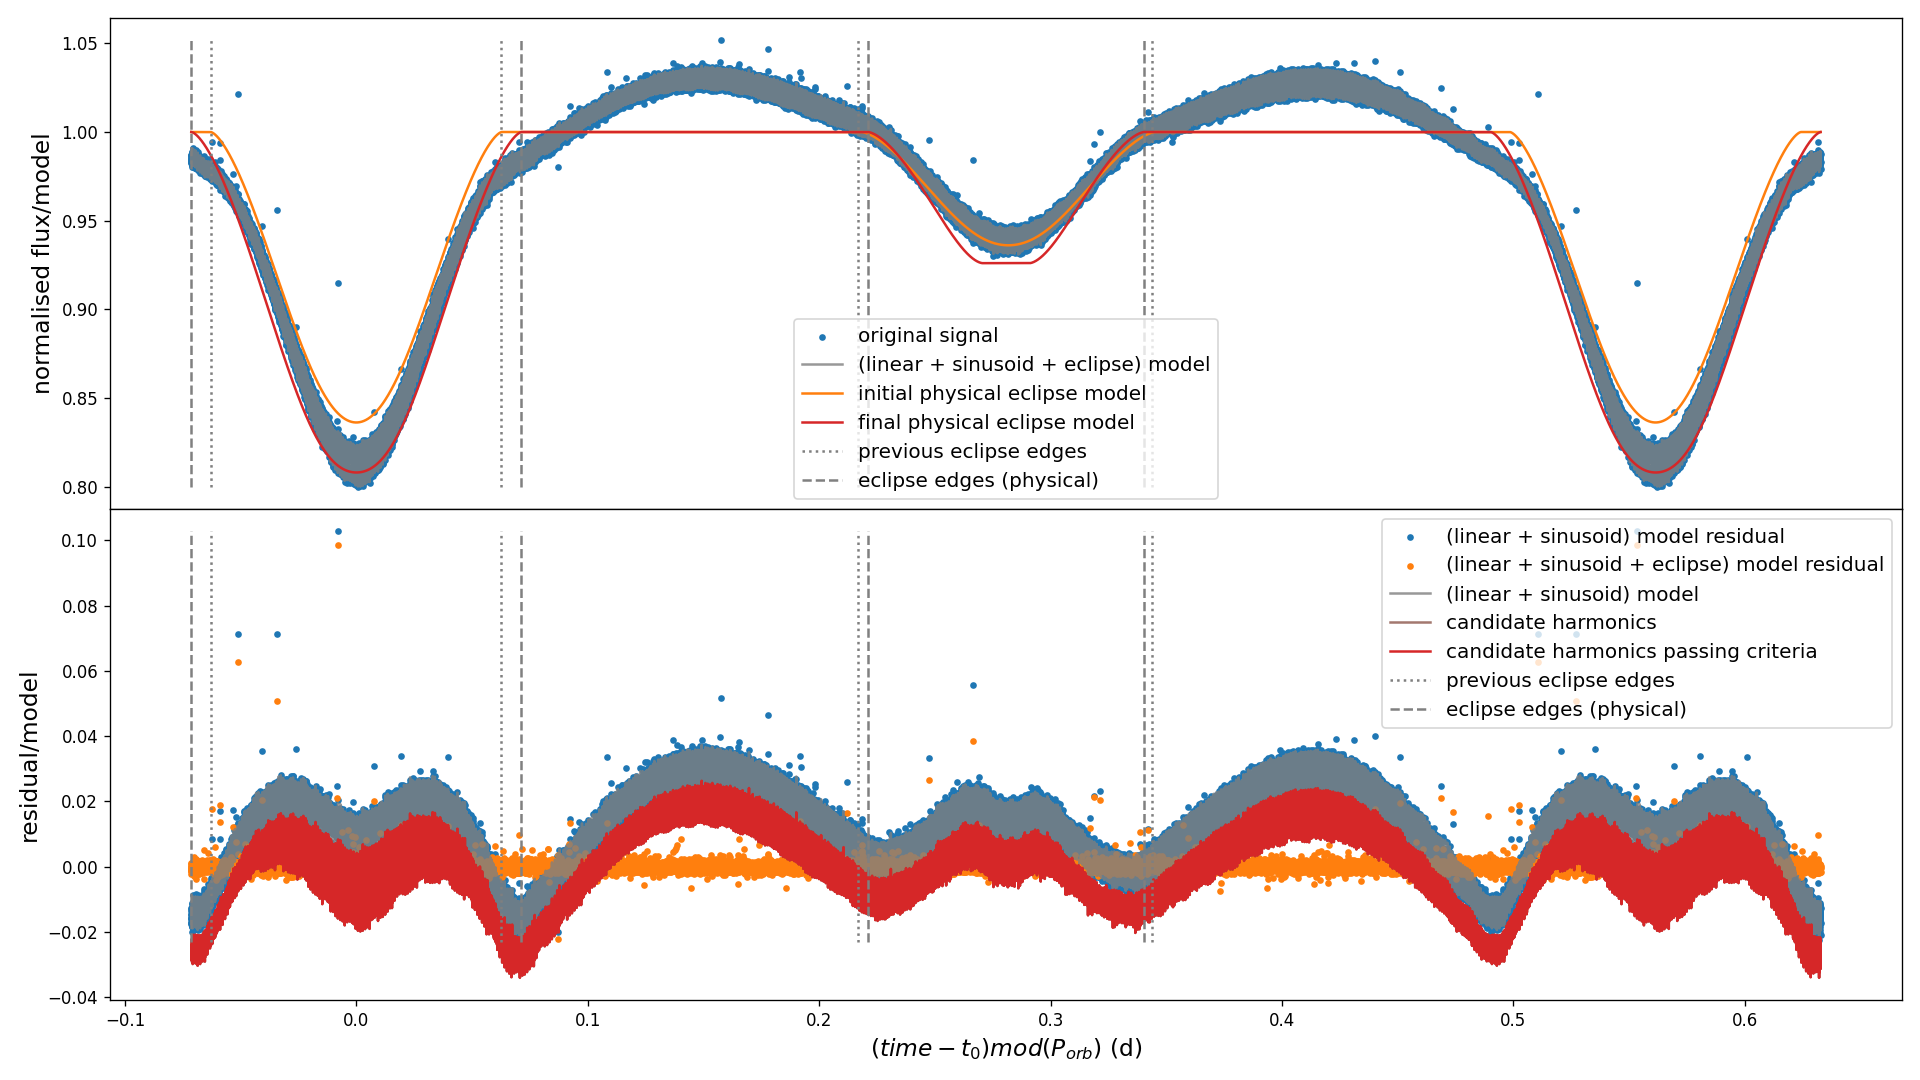 1.05
1.00
0.95
0.90
0.85
0.80
normalised flux/model
original signal
(linear + sinusoid + eclipse) model
initial physical eclipse model
final physical eclipse model
previous eclipse edges
eclipse edges (physical)
0.10
0.08
0.06
0.04
0.02
0.00
−0.02
−0.04
residual/model
(linear + sinusoid) model residual
(linear + sinusoid + eclipse) model residual
(linear + sinusoid) model
candidate harmonics
candidate harmonics passing criteria
previous eclipse edges
eclipse edges (physical)
−0.1 0.0 0.1 0.2 0.3 0.4 0.5 0.6
(time − t₀)mod(Pₒᵣb) (d)